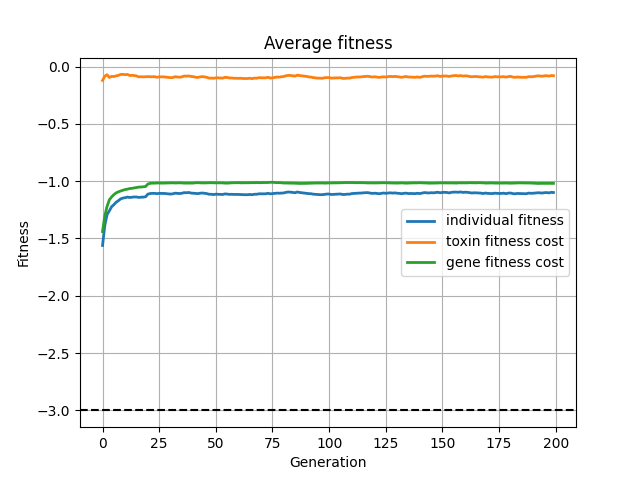 Average fitness
Fitness
0.0
−0.5
−1.0
−1.5
−2.0
−2.5
−3.0
individual fitness
toxin fitness cost
gene fitness cost
0 25 50 75 100 125 150 175 200
Generation